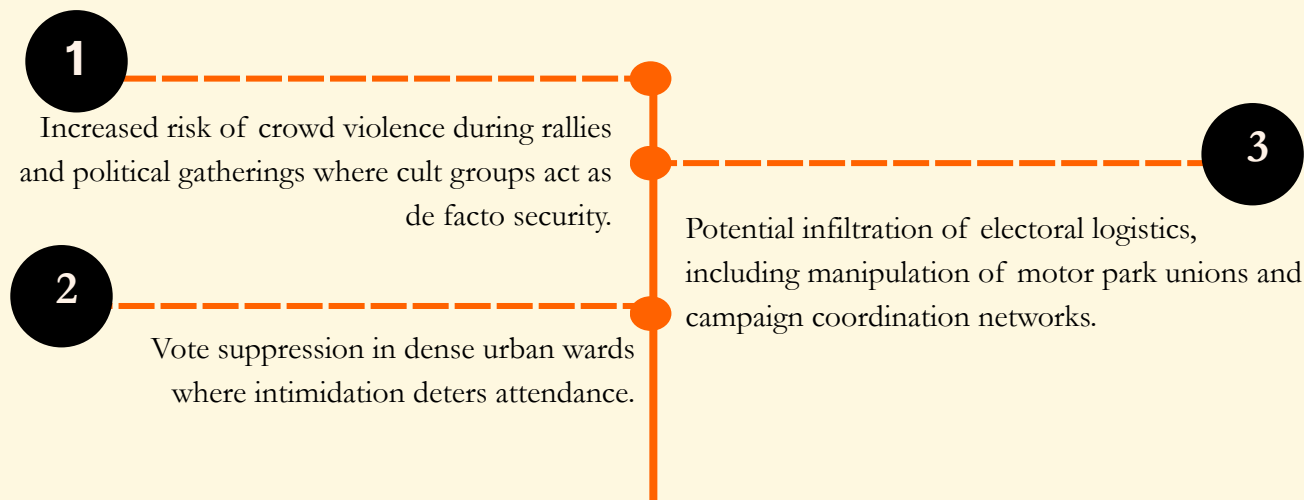 1
Increased risk of crowd violence during rallies
and political gatherings where cult groups act as
de facto security.
2
Vote suppression in dense urban wards
where intimidation deters attendance.
3
Potential infiltration of electoral logistics,
including manipulation of motor park unions and
campaign coordination networks.